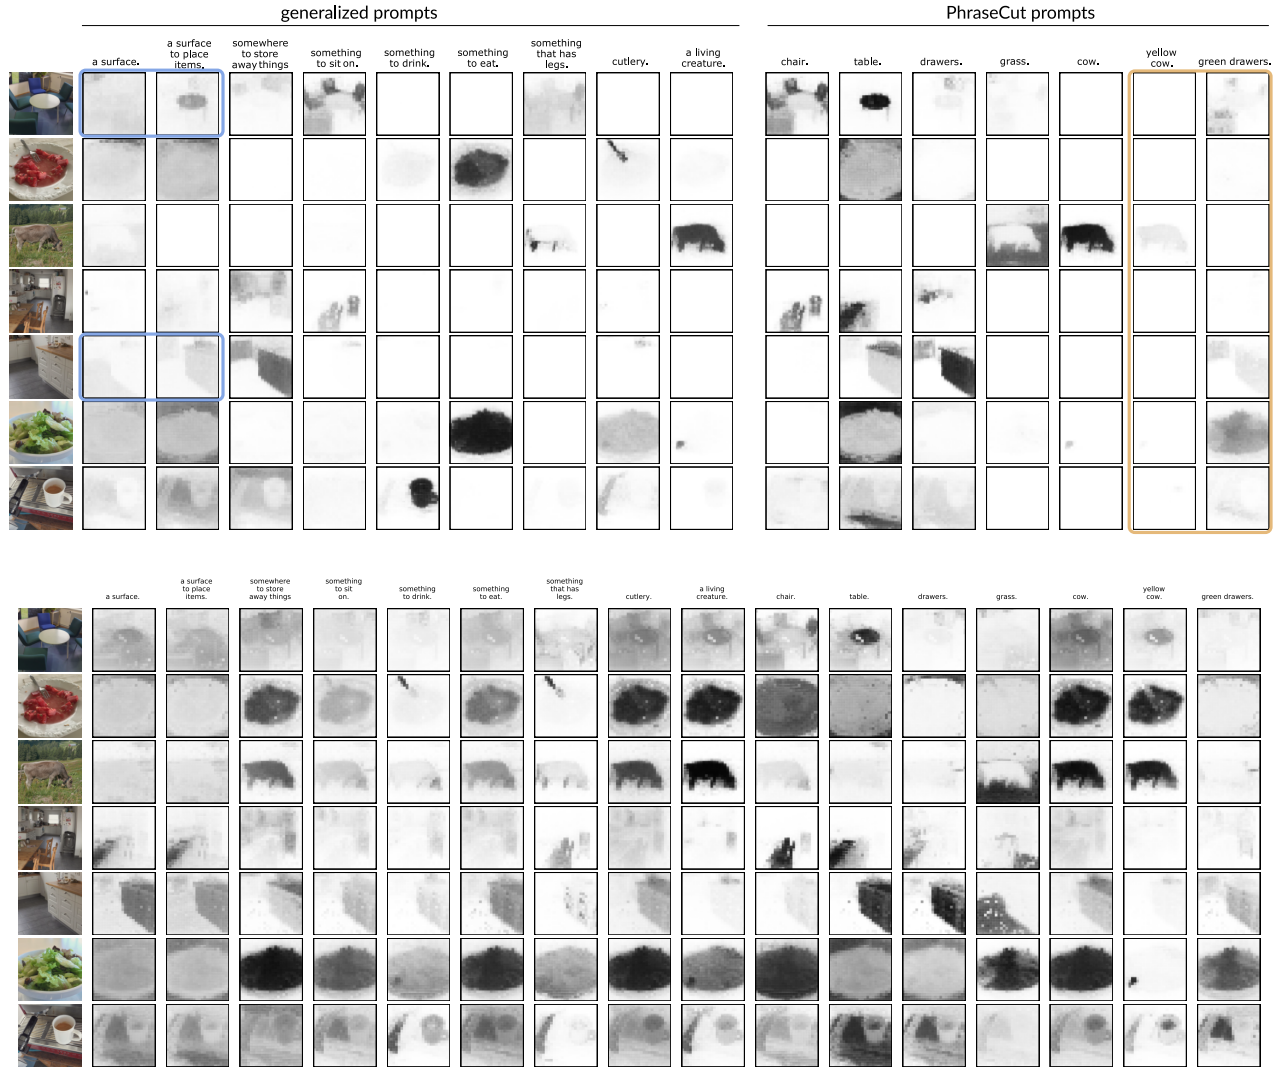 generalized prompts
PhraseCut prompts
a surface.
a surface
to place
items.
somewhere
to store
away things
something
to sit on.
something
to drink.
something
to eat.
something
that has
legs.
cutlery.
a living
creature.
chair.
table.
drawers.
grass.
cow.
yellow
cow.
green drawers.
a surface.
a surface
to place
items.
somewhere
to store
away things
something
to sit
on.
something
to drink.
something
to eat.
something
that has
legs.
cutlery.
a living
creature.
chair.
table.
drawers.
grass.
cow.
yellow
cow.
green drawers.